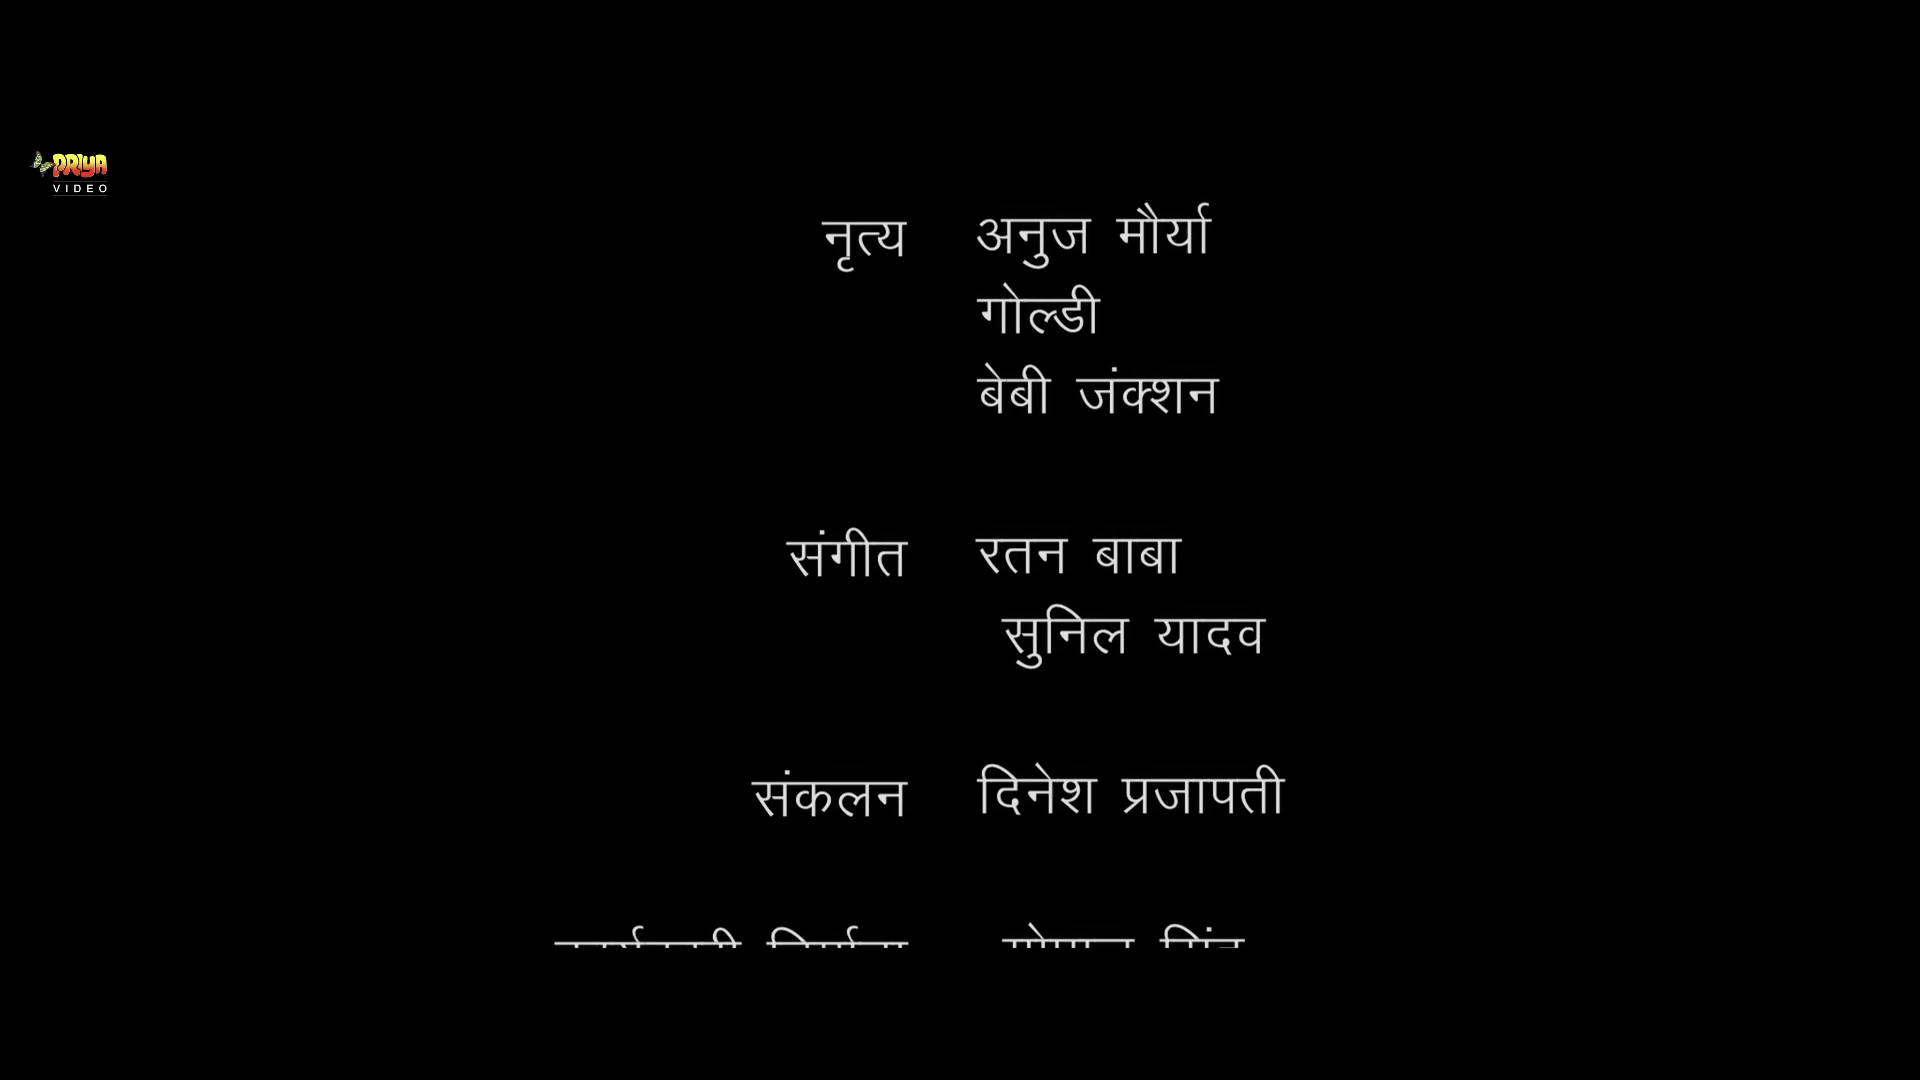 PRIYA
VIDEO
नृत्य अनुज मौर्या
गोल्डी
बेबी जंक्शन
संगीत रतन बाबा
सुनिल यादव
संकलन दिनेश प्रजापती